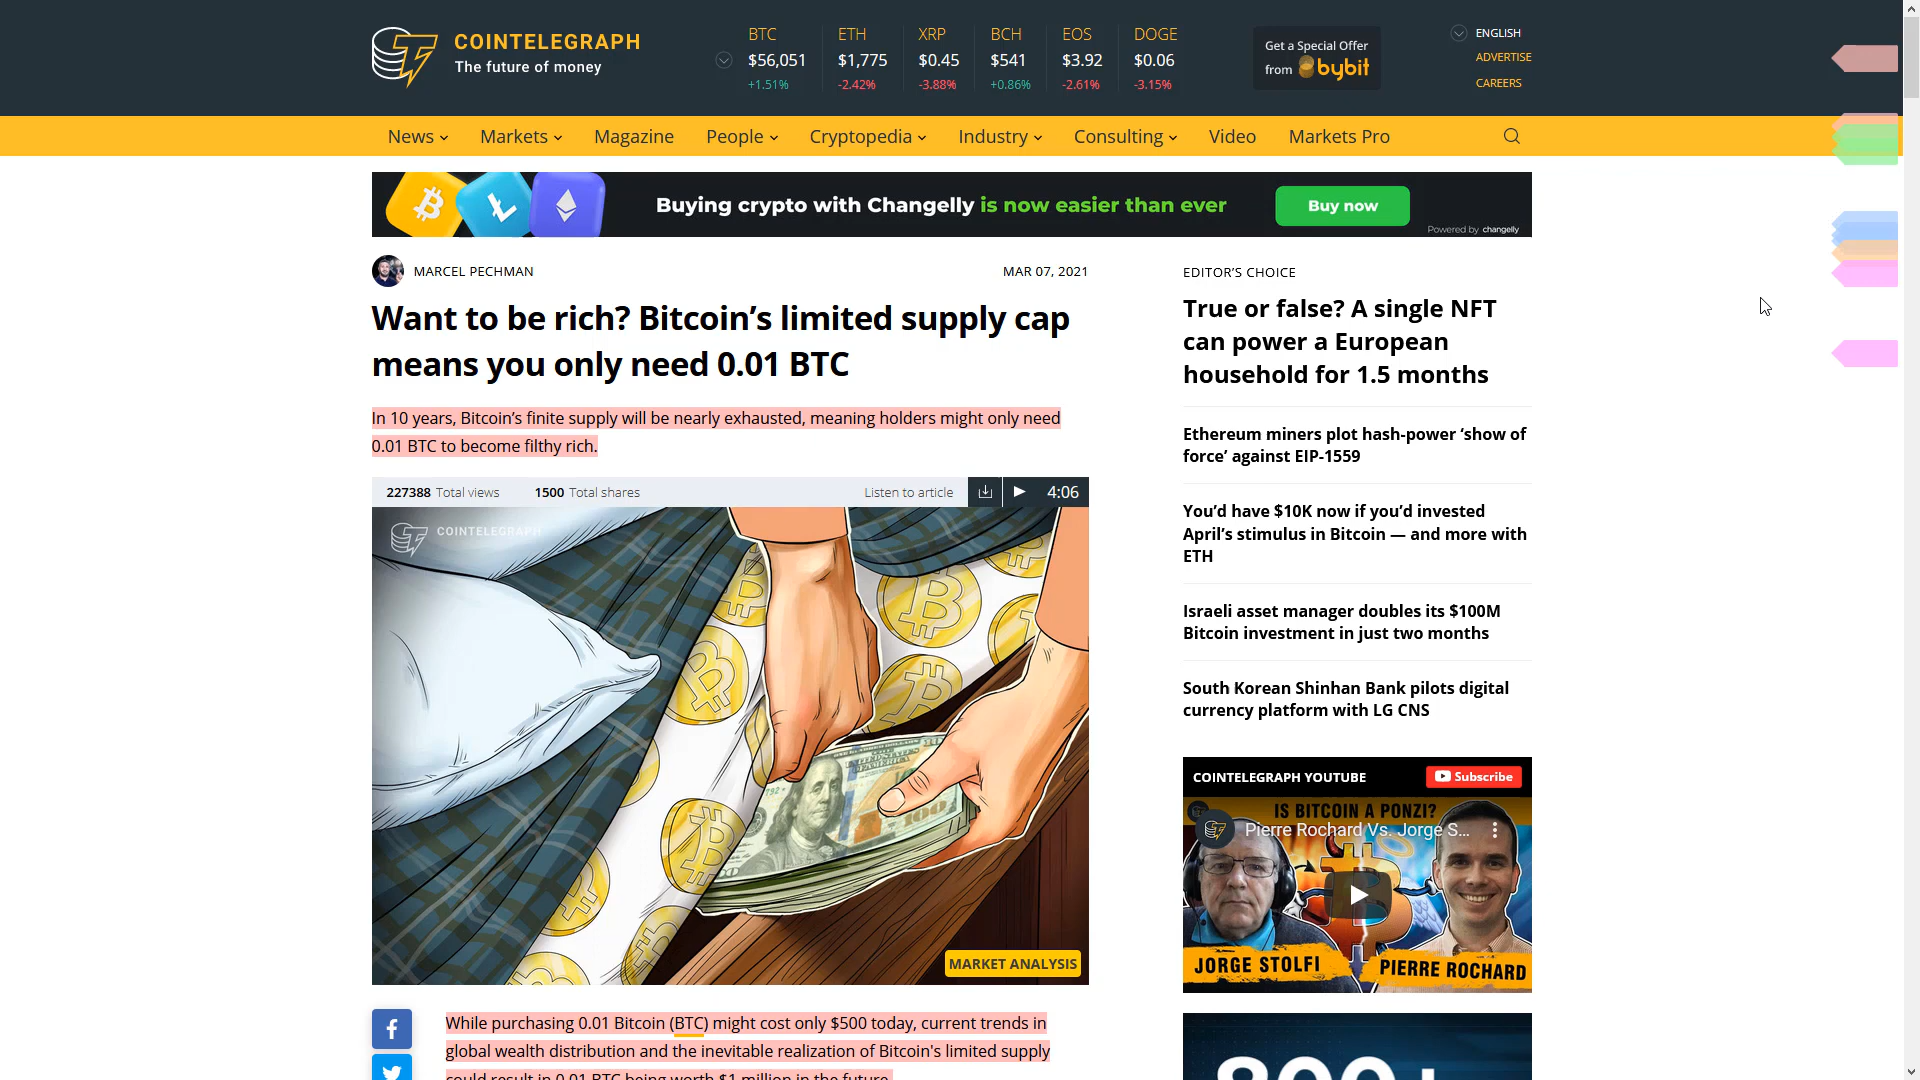 COINTELEGRAPH
The future of money
BTC
$56,051
+1.51%
ETH
$1,775
-2.42%
XRP
$0.45
-3.88%
BCH
$541
+0.86%
EOS
$3.92
-2.61%
DOGE
$0.06
-3.15%
Get a Special Offer
from bybit
ENGLISH
ADVERTISE
CAREERS
News Markets Magazine People Cryptopedia Industry Consulting Video Markets Pro
Buying crypto with Changelly is now easier than ever
Buy now
Powered by changelly
MARCEL PECHMAN
MAR 07, 2021
Want to be rich? Bitcoin’s limited supply cap
means you only need 0.01 BTC
In 10 years, Bitcoin’s finite supply will be nearly exhausted, meaning holders might only need
0.01 BTC to become filthy rich.
227388 Total views
1500 Total shares
Listen to article
4:06
COINTELEGRAPH
MARKET ANALYSIS
While purchasing 0.01 Bitcoin (BTC) might cost only $500 today, current trends in
global wealth distribution and the inevitable realization of Bitcoin's limited supply
could result in 0.01 BTC being worth $1 million in the future.
EDITOR’S CHOICE
True or false? A single NFT
can power a European
household for 1.5 months
Ethereum miners plot hash-power ‘show of
force’ against EIP-1559
You’d have $10K now if you’d invested
April’s stimulus in Bitcoin — and more with
ETH
Israeli asset manager doubles its $100M
Bitcoin investment in just two months
South Korean Shinhan Bank pilots digital
currency platform with LG CNS
COINTELEGRAPH YOUTUBE
Subscribe
IS BITCOIN A PONZI?
Pierre Rochard Vs. Jorge S...
JORGE STOLFI
PIERRE ROCHARD
800+